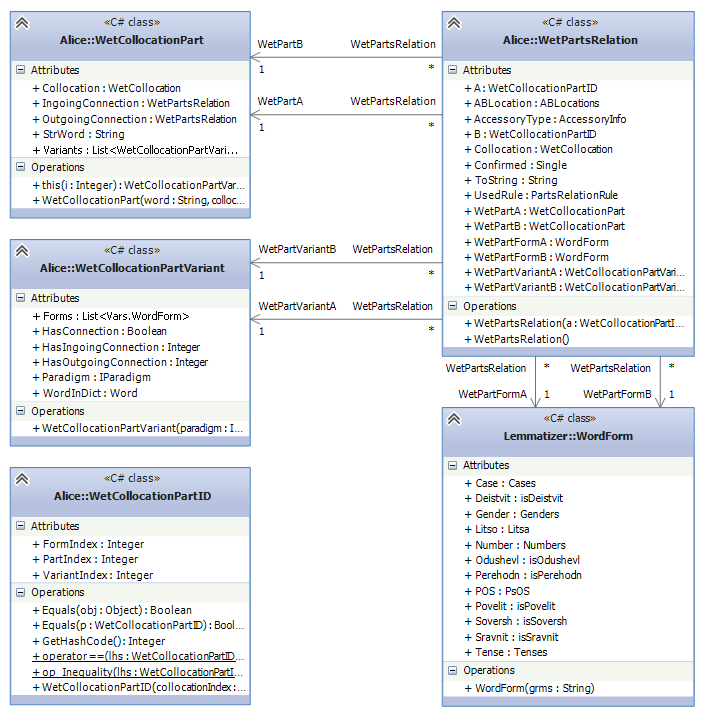 «C# class»
Alice::WetCollocationPart
Attributes
+ Collocation : WetCollocation
+ IngoingConnection : WetPartsRelation
+ OutgoingConnection : WetPartsRelation
+ StrWord : String
+ Variants : List<WetCollocationPartVari...
Operations
+ this(i : Integer) : WetCollocationPartVar...
+ WetCollocationPart(word : String, colloc...
WetPartB WetPartsRelation
1 *
WetPartA WetPartsRelation
1 *
«C# class»
Alice::WetPartsRelation
Attributes
+ A : WetCollocationPartID
+ ABLocation : ABLocations
+ AccessoryType : AccessoryInfo
+ B : WetCollocationPartID
+ Collocation : WetCollocation
+ Confirmed : Single
+ ToString : String
+ UsedRule : PartsRelationRule
+ WetPartA : WetCollocationPart
+ WetPartB : WetCollocationPart
+ WetPartFormA : WordForm
+ WetPartFormB : WordForm
+ WetPartVariantA : WetCollocationPartVari...
+ WetPartVariantB : WetCollocationPartVari...
Operations
+ WetPartsRelation(a : WetCollocationPartI...
+ WetPartsRelation()
«C# class»
Alice::WetCollocationPartVariant
Attributes
+ Forms : List<Vars.WordForm>
+ HasConnection : Boolean
+ HasIngoingConnection : Integer
+ HasOutgoingConnection : Integer
+ Paradigm : IParadigm
+ WordInDict : Word
Operations
+ WetCollocationPartVariant(paradigm : I...
WetPartVariantB WetPartsRelation
1 *
WetPartVariantA WetPartsRelation
1 *
WetPartsRelation * WetPartsRelation *
WetPartFormA 1 WetPartFormB 1
«C# class»
Alice::WetCollocationPartID
Attributes
+ FormIndex : Integer
+ PartIndex : Integer
+ VariantIndex : Integer
Operations
+ Equals(obj : Object) : Boolean
+ Equals(p : WetCollocationPartID) : Bool...
+ GetHashCode() : Integer
+ operator ==(lhs : WetCollocationPartID...
+ op_Inequality(lhs : WetCollocationPartI...
+ WetCollocationPartID(collocationIndex : ...
«C# class»
Lemmatizer::WordForm
Attributes
+ Case : Cases
+ Deistvit : isDeistvit
+ Gender : Genders
+ Litso : Litsa
+ Number : Numbers
+ Odushevl : isOdushevl
+ Perehodn : isPerehodn
+ POS : PsOS
+ Povelit : isPovelit
+ Soversh : isSoversh
+ Sravnit : isSravnit
+ Tense : Tenses
Operations
+ WordForm(grms : String)